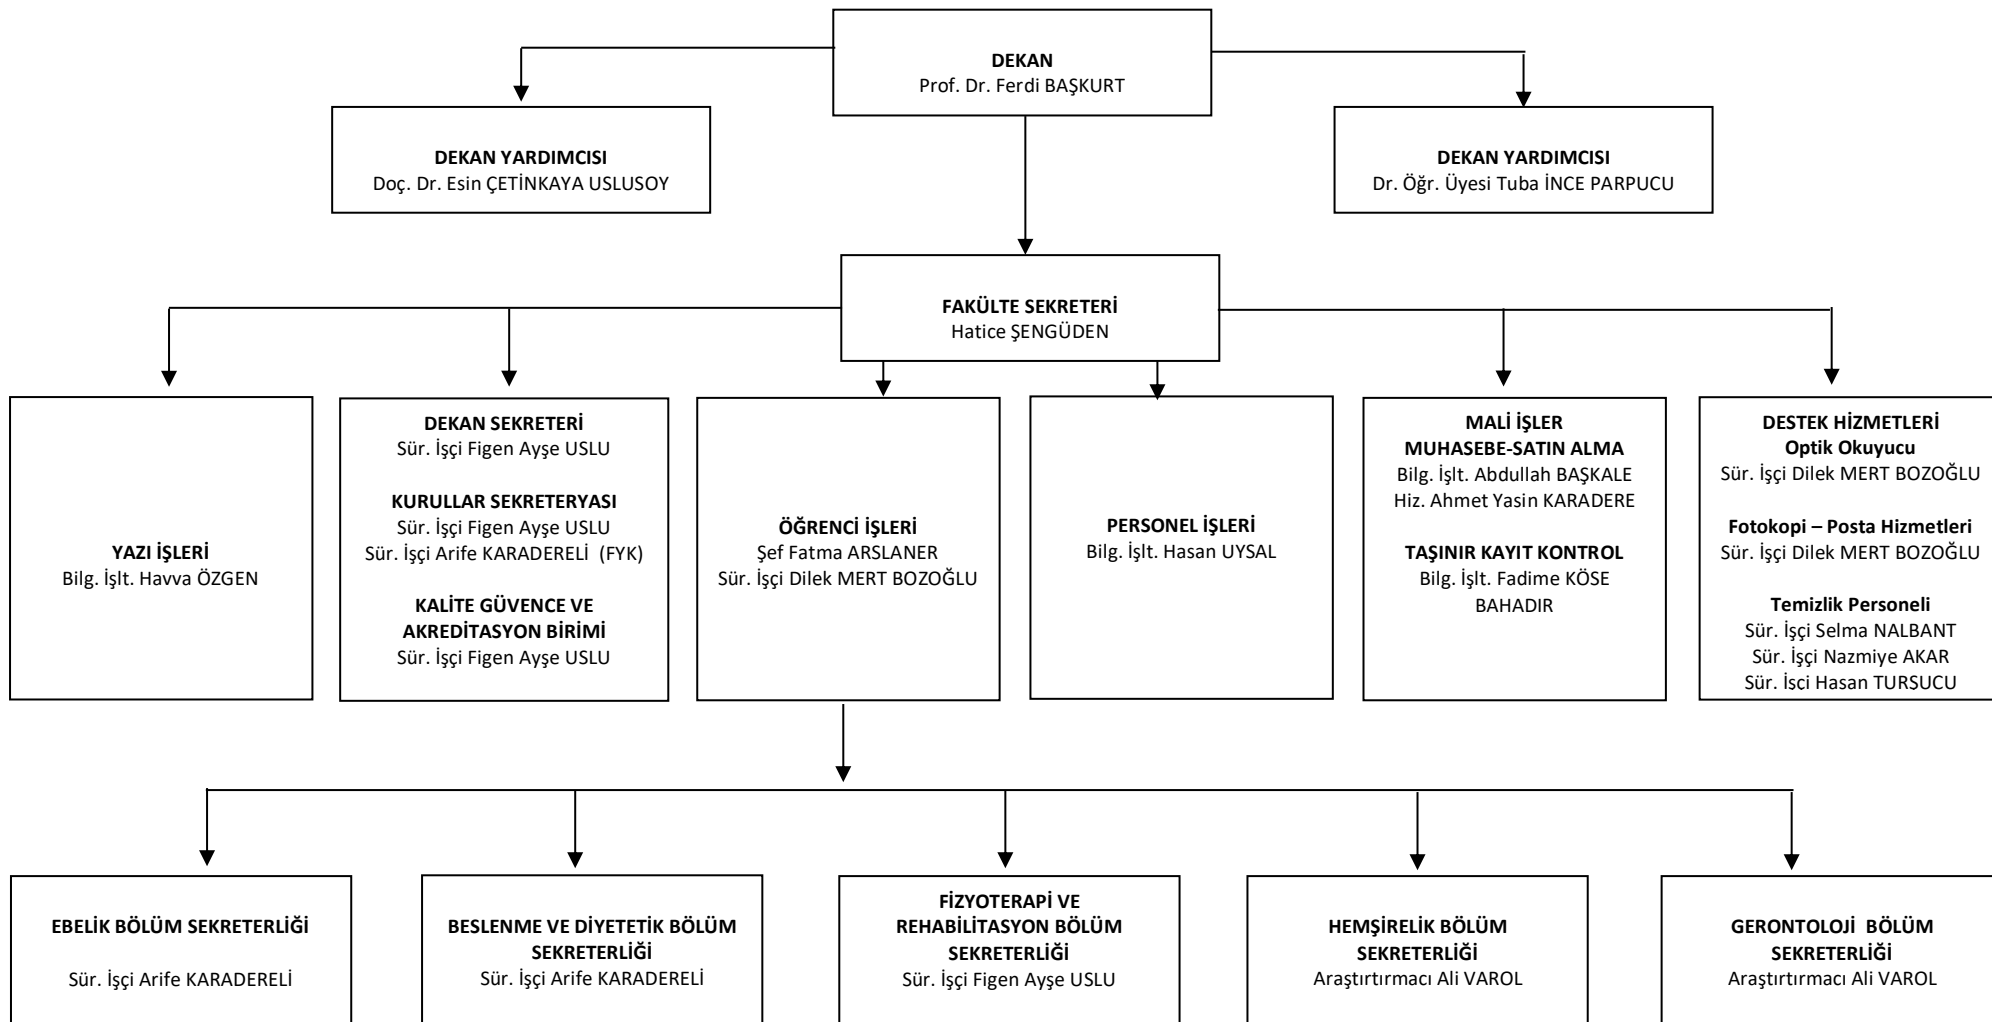 DEKAN
Prof. Dr. Ferdi BAŞKURT
DEKAN YARDIMCISI
Doç. Dr. Esin ÇETİNKAYA USLUSOY
DEKAN YARDIMCISI
Dr. Öğr. Üyesi Tuba İNCE PARPUCU
FAKÜLTE SEKRETERİ
Hatice ŞENGÜDEN
YAZI İŞLERİ
Bilg. İşlt. Havva ÖZGEN
DEKAN SEKRETERİ
Sür. İşçi Figen Ayşe USLU
KURULLAR SEKRETERYASI
Sür. İşçi Figen Ayşe USLU
Sür. İşçi Arife KARADERELİ (FYK)
KALİTE GÜVENCE VE
AKREDİTASYON BİRİMİ
Sür. İşçi Figen Ayşe USLU
ÖĞRENCİ İŞLERİ
Şef Fatma ARSLANER
Sür. İşçi Dilek MERT BOZOĞLU
PERSONEL İŞLERİ
Bilg. İşlt. Hasan UYSAL
MALİ İŞLER
MUHASEBE-SATIN ALMA
Bilg. İşlt. Abdullah BAŞKALE
Hiz. Ahmet Yasin KARADERE
TAŞINIR KAYIT KONTROL
Bilg. İşlt. Fadime KÖSE
BAHADIR
DESTEK HİZMETLERİ
Optik Okuyucu
Sür. İşçi Dilek MERT BOZOĞLU
Fotokopi – Posta Hizmetleri
Sür. İşçi Dilek MERT BOZOĞLU
Temizlik Personeli
Sür. İşçi Selma NALBANT
Sür. İşçi Nazmiye AKAR
Sür. İşçi Hasan TURŞUCU
EBELİK BÖLÜM SEKRETERLİĞİ
Sür. İşçi Arife KARADERELİ
BESLENME VE DİYETETİK BÖLÜM
SEKRETERLİĞİ
Sür. İşçi Arife KARADERELİ
FİZYOTERAPİ VE
REHABİLİTASYON BÖLÜM
SEKRETERLİĞİ
Sür. İşçi Figen Ayşe USLU
HEMŞİRELİK BÖLÜM
SEKRETERLİĞİ
Araştırtırmacı Ali VAROL
GERONTOLOJİ BÖLÜM
SEKRETERLİĞİ
Araştırtırmacı Ali VAROL